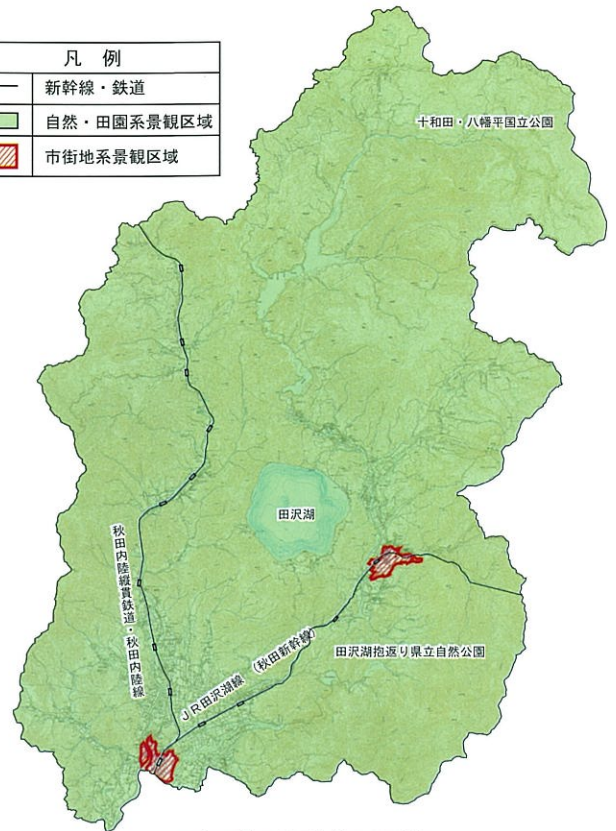 凡例
新幹線・鉄道
自然・田園系景観区域
市街地系景観区域
十和田・八幡平国立公園
田沢湖
秋田内陸縦貫鉄道・秋田内陸線
JR田沢湖線（秋田新幹線）
田沢湖抱返り県立自然公園